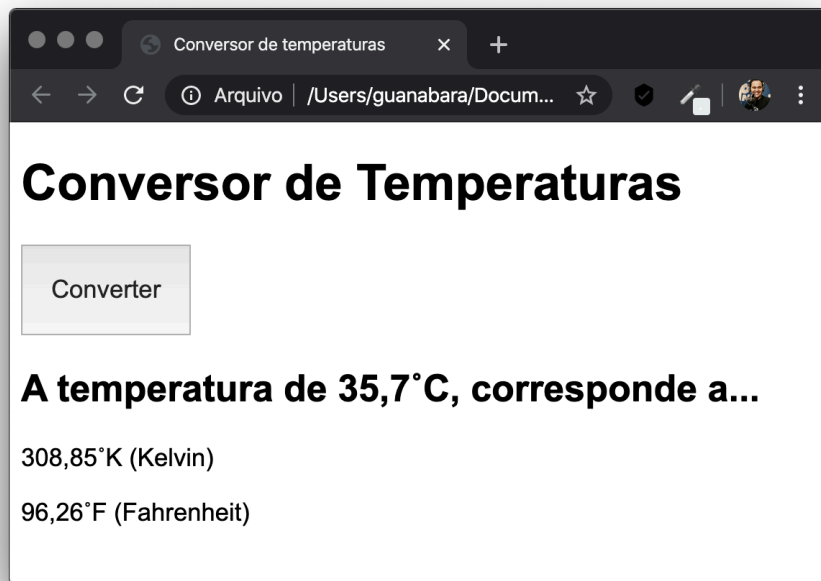 Conversor de temperaturas
Arquivo /Users/guanabara/Docum...
Conversor de Temperaturas
Converter
A temperatura de 35,7˚C, corresponde a...
308,85˚K (Kelvin)
96,26˚F (Fahrenheit)